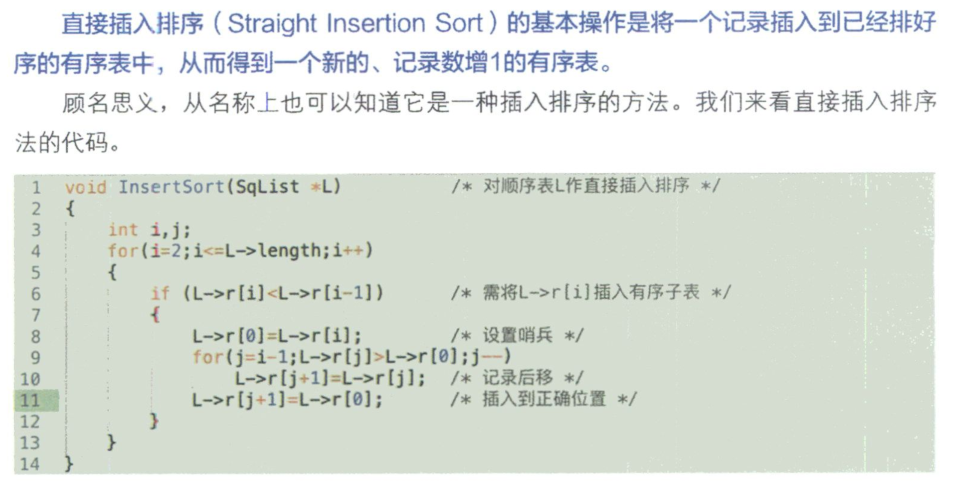 直接插入排序（Straight Insertion Sort）的基本操作是将一个记录插入到已经排好
序的有序表中，从而得到一个新的、记录数增1的有序表。
顾名思义，从名称上也可以知道它是一种插入排序的方法。我们来看直接插入排序
法的代码。
1 void InsertSort(SqList *L) /* 对顺序表L作直接插入排序 */
2 {
3 int i,j;
4 for(i=2;i<=L->length;i++)
5 {
6 if (L->r[i]<L->r[i-1]) /* 需将L->r[i]插入有序子表 */
7 {
8 L->r[0]=L->r[i]; /* 设置哨兵 */
9 for(j=i-1;L->r[j]>L->r[0];j--)
10 L->r[j+1]=L->r[j]; /* 记录后移 */
11 L->r[j+1]=L->r[0]; /* 插入到正确位置 */
12 }
13 }
14 }